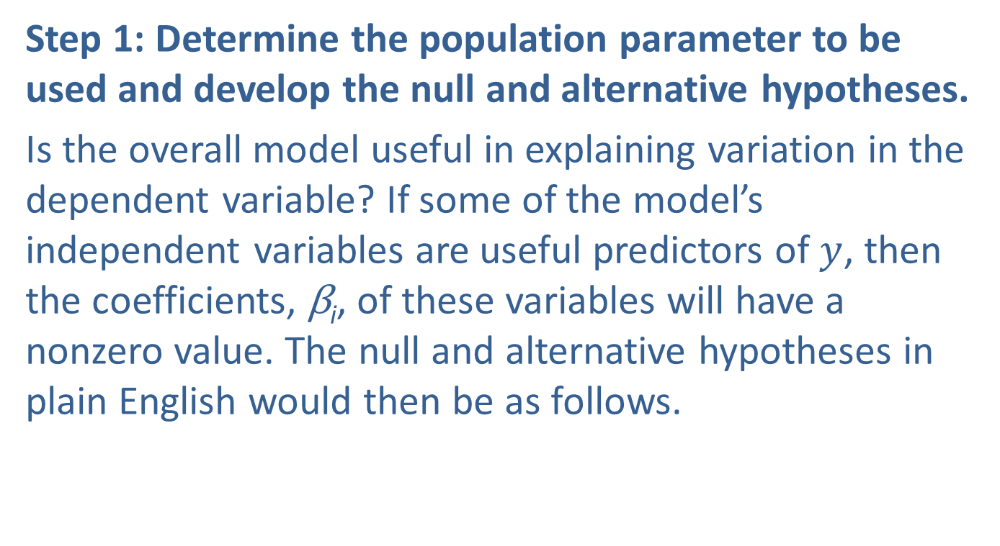 Step 1: Determine the population parameter to be
used and develop the null and alternative hypotheses.
Is the overall model useful in explaining variation in the
dependent variable? If some of the model’s
independent variables are useful predictors of y, then
the coefficients, βᵢ, of these variables will have a
nonzero value. The null and alternative hypotheses in
plain English would then be as follows.